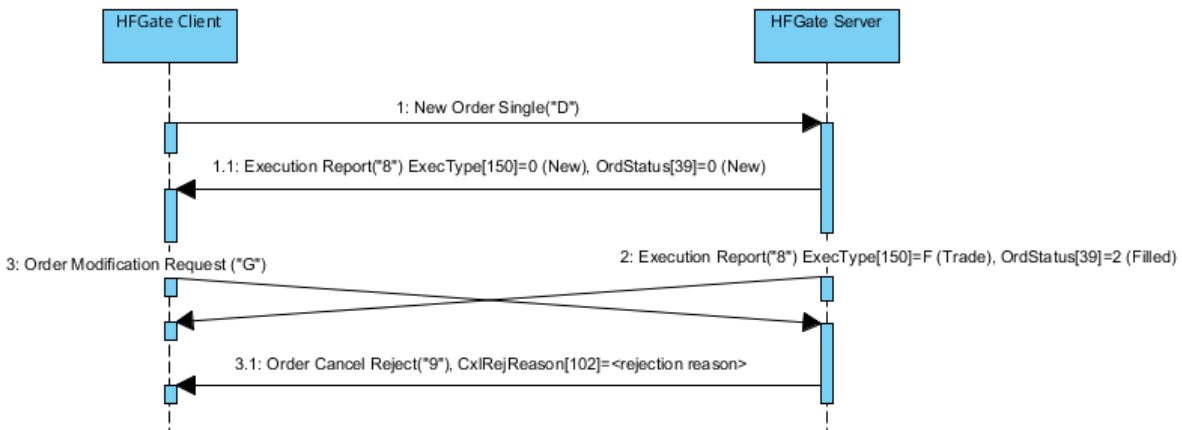 HFGate Client
HFGate Server
1: New Order Single("D")
1.1: Execution Report("8") ExecType[150]=0 (New), OrdStatus[39]=0 (New)
2: Execution Report("8") ExecType[150]=F (Trade), OrdStatus[39]=2 (Filled)
3: Order Modification Request ("G")
3.1: Order Cancel Reject("9"), CxlRejReason[102]=<rejection reason>